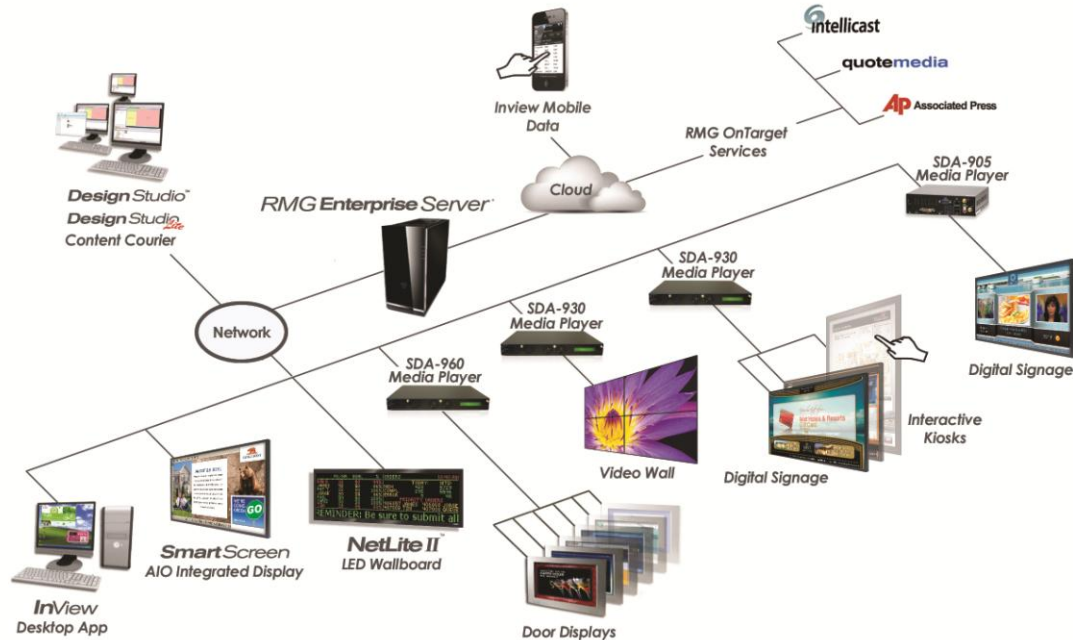 intellicast
quotemedia
AP Associated Press
Inview Mobile
Data
RMG OnTarget
Services
SDA-905
Media Player
Design Studio™
Design Studio Lite
Content Courier
RMG Enterprise Server
Cloud
SDA-930
Media Player
SDA-930
Media Player
Network
SDA-960
Media Player
Digital Signage
Interactive
Kiosks
Video Wall
Digital Signage
REMINDER: Be sure to submit all
GO
SmartScreen
AIO Integrated Display
NetLite II™
LED Wallboard
InView
Desktop App
Door Displays